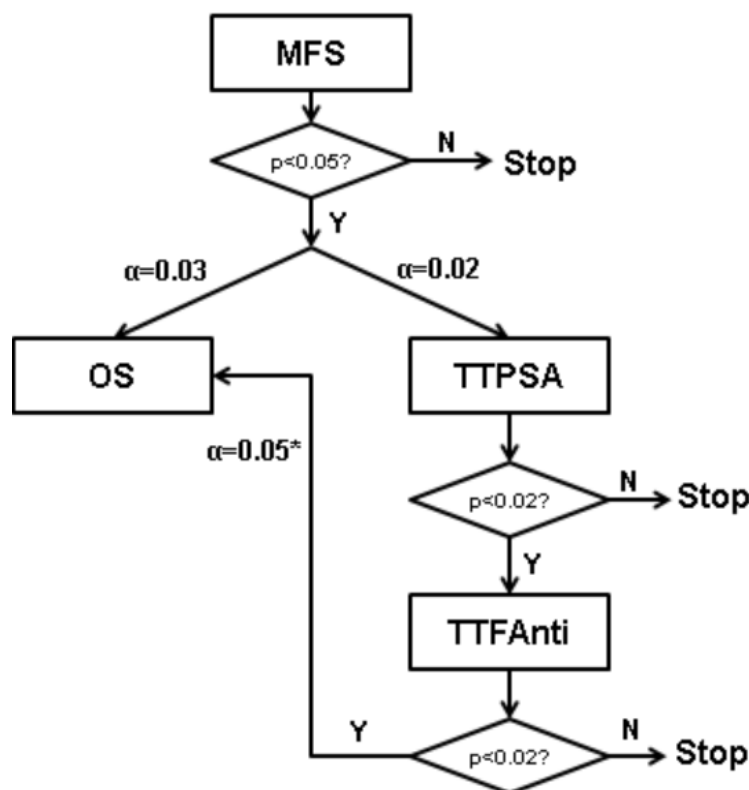 MFS
p<0.05?
N
Stop
Y
α=0.03
α=0.02
OS
TTPSA
α=0.05*
p<0.02?
N
Stop
Y
TTFAnti
Y
p<0.02?
N
Stop